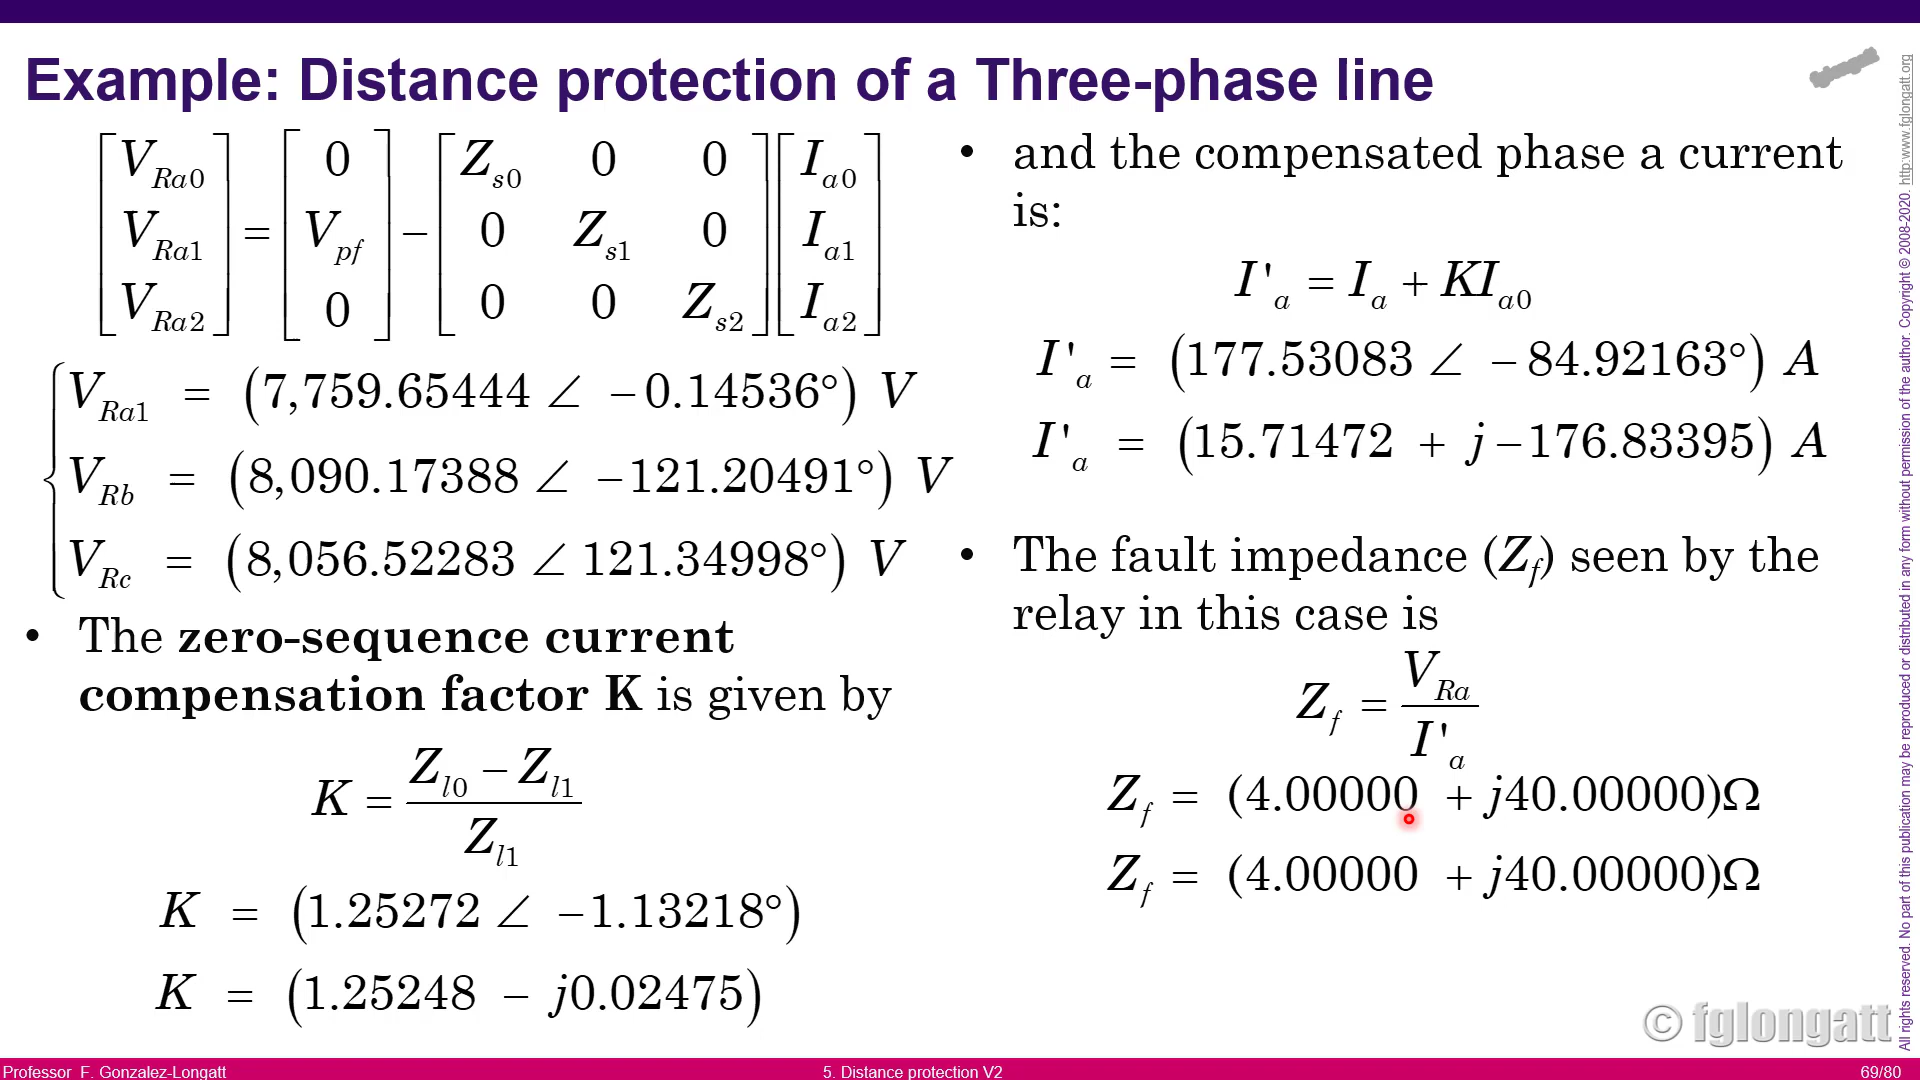 Example: Distance protection of a Three-phase line
[V_Ra0; V_Ra1; V_Ra2] = [0; V_pf; 0] − [Z_s0 0 0; 0 Z_s1 0; 0 0 Z_s2] [I_a0; I_a1; I_a2]
V_Ra1 = (7,759.65444 ∠ −0.14536°) V
V_Rb = (8,090.17388 ∠ −121.20491°) V
V_Rc = (8,056.52283 ∠ 121.34998°) V
• The zero-sequence current
compensation factor K is given by
K = (Z_l0 − Z_l1) / Z_l1
K = (1.25272 ∠ −1.13218°)
K = (1.25248 − j0.02475)
• and the compensated phase a current
is:
I'_a = I_a + KI_a0
I'_a = (177.53083 ∠ −84.92163°) A
I'_a = (15.71472 + j−176.83395) A
• The fault impedance (Z_f) seen by the
relay in this case is
Z_f = V_Ra / I'_a
Z_f = (4.00000 + j40.00000)Ω
Z_f = (4.00000 + j40.00000)Ω
© fglongatt
All rights reserved. No part of this publication may be reproduced or distributed in any form without permission of the author. Copyright © 2008-2020. http:www.fglongatt.org
Professor F. Gonzalez-Longatt
5. Distance protection V2
69/80